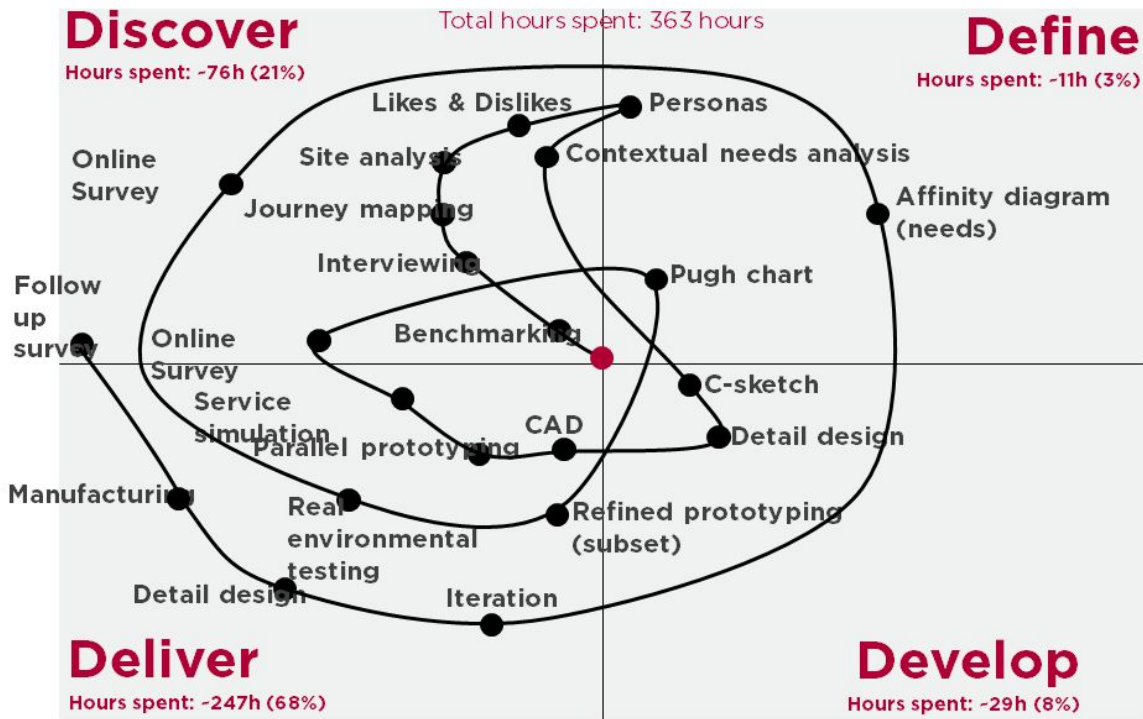 Total hours spent: 363 hours
Discover
Hours spent: ~76h (21%)
Define
Hours spent: ~11h (3%)
Likes & Dislikes
Personas
Online
Survey
Site analysis
Contextual needs analysis
Journey mapping
Affinity diagram
(needs)
Interviewing
Pugh chart
Follow
up
survey
Online
Survey
Benchmarking
C-sketch
Service
simulation
CAD
Detail design
Parallel prototyping
Manufacturing
Real
environmental
testing
Refined prototyping
(subset)
Detail design
Iteration
Deliver
Hours spent: ~247h (68%)
Develop
Hours spent: ~29h (8%)